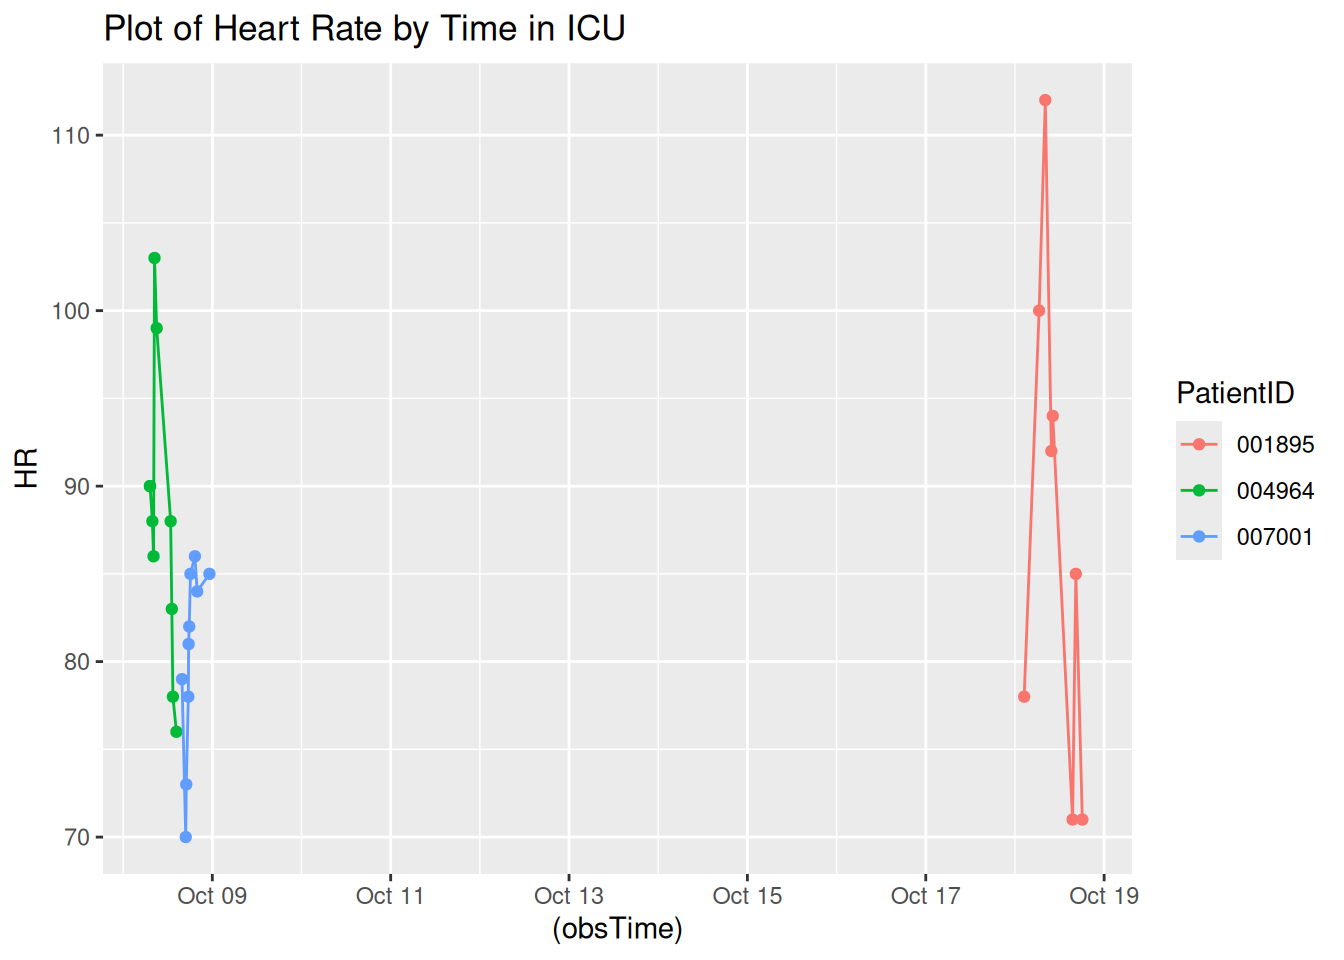 Plot of Heart Rate by Time in ICU
110
100
90
80
70
HR
Oct 09 Oct 11 Oct 13 Oct 15 Oct 17 Oct 19
(obsTime)
PatientID
001895
004964
007001